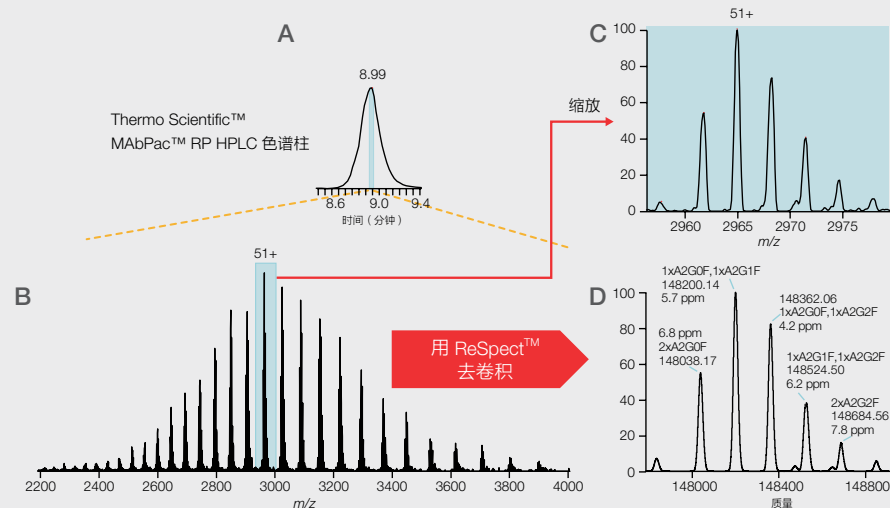 A
8.99
Thermo Scientific™
MAbPac™ RP HPLC 色谱柱
8.6 9.0 9.4
时间（分钟）
C
51+
100
80
60
40
20
0
2960 2965 2970 2975
m/z
缩放
B
51+
2200 2400 2600 2800 3000 3200 3400 3600 3800 4000
m/z
用 ReSpect™
去卷积
D
100
80
60
40
20
0
1xA2G0F,1xA2G1F
148200.14
5.7 ppm
148362.06
1xA2G0F,1xA2G2F
4.2 ppm
6.8 ppm
2xA2G0F
148038.17
1xA2G1F,1xA2G2F
148524.50
6.2 ppm
2xA2G2F
148684.56
7.8 ppm
148000 148400 148800
质量